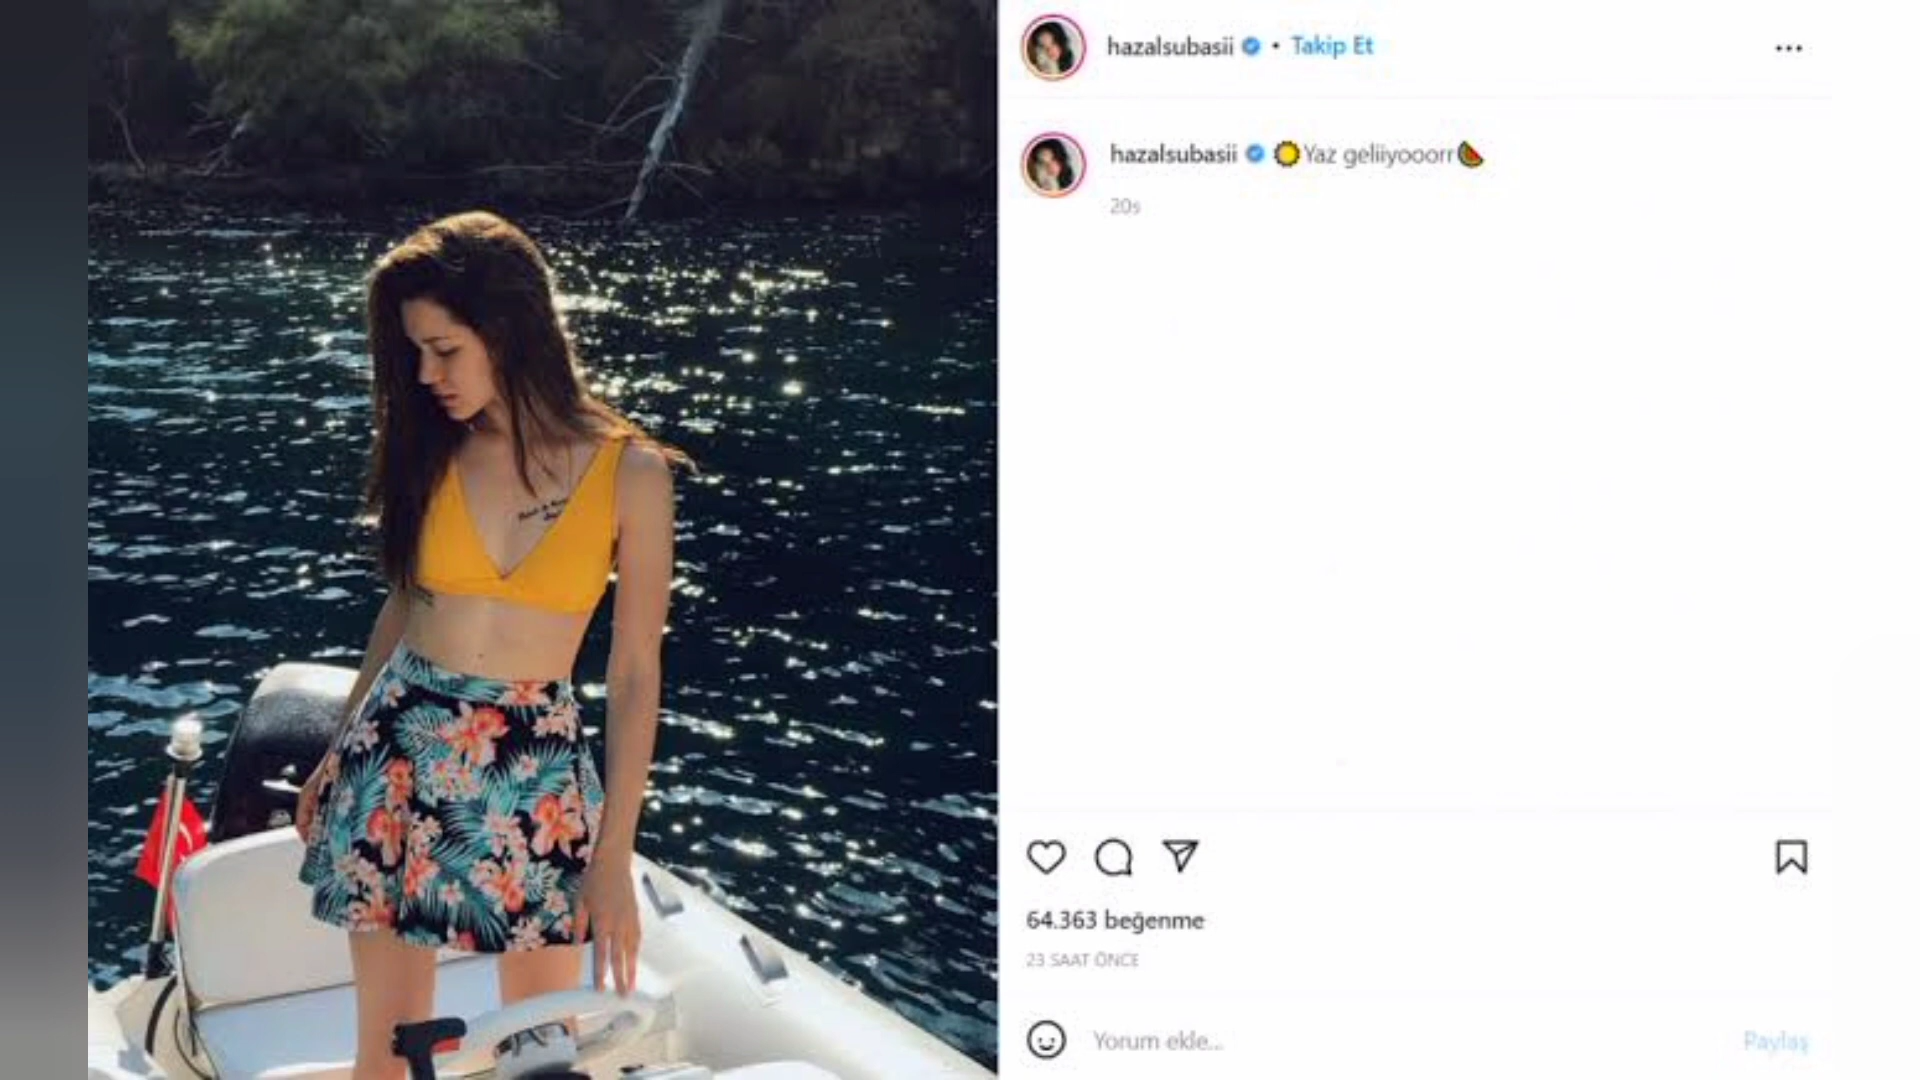 hazalsubasii • Takip Et
hazalsubasii Yaz geliiyooorr
20s
64.363 beğenme
23 SAAT ÖNCE
Yorum ekle...
Paylaş